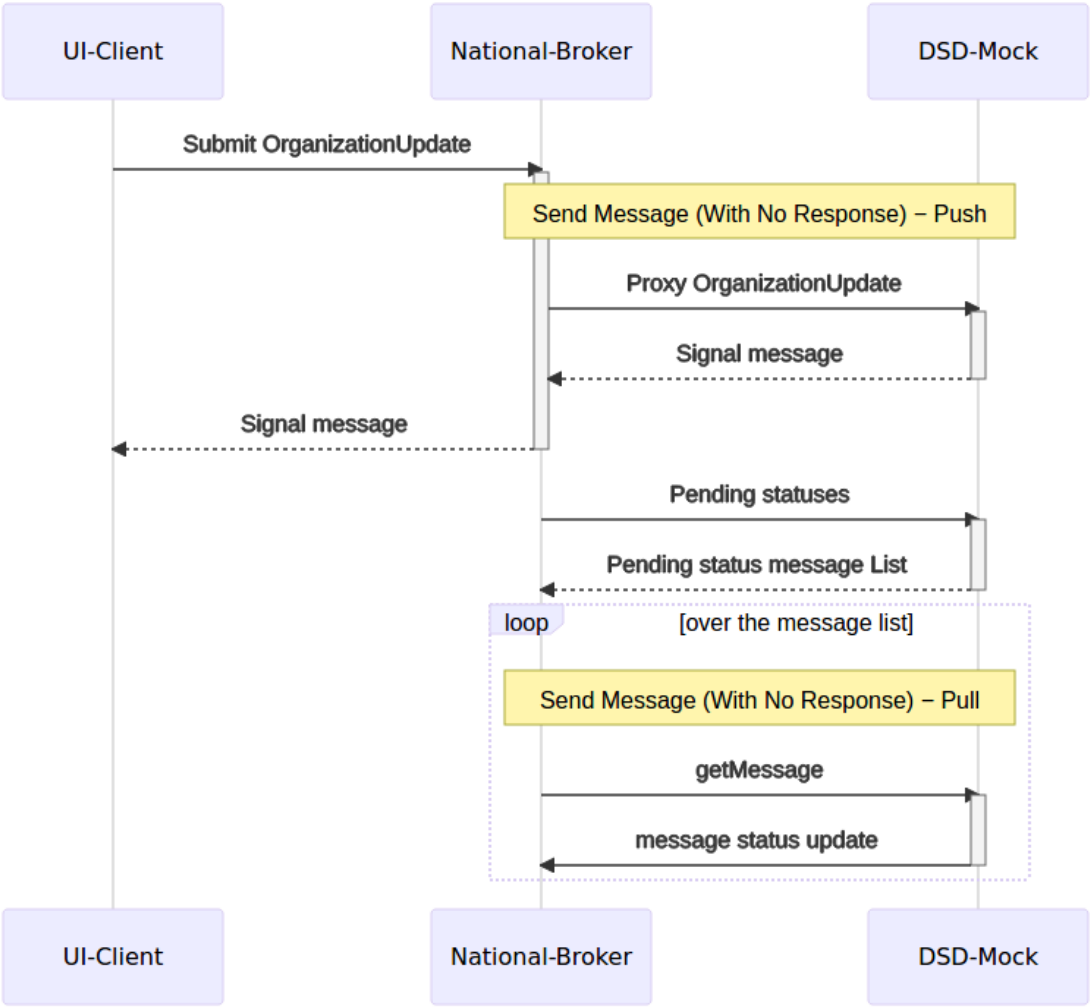 UI-Client
National-Broker
DSD-Mock
Submit OrganizationUpdate
Send Message (With No Response) − Push
Proxy OrganizationUpdate
Signal message
Signal message
Pending statuses
Pending status message List
loop
[over the message list]
Send Message (With No Response) − Pull
getMessage
message status update
UI-Client
National-Broker
DSD-Mock